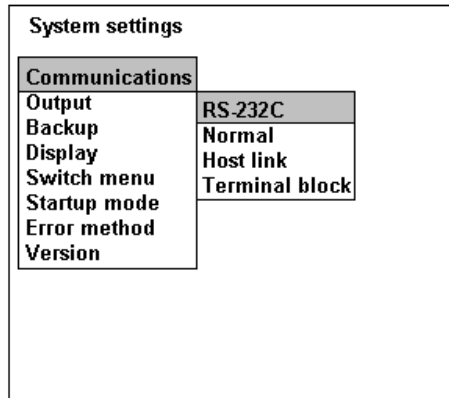 System settings
Communications
Output
Backup
Display
Switch menu
Startup mode
Error method
Version
RS-232C
Normal
Host link
Terminal block